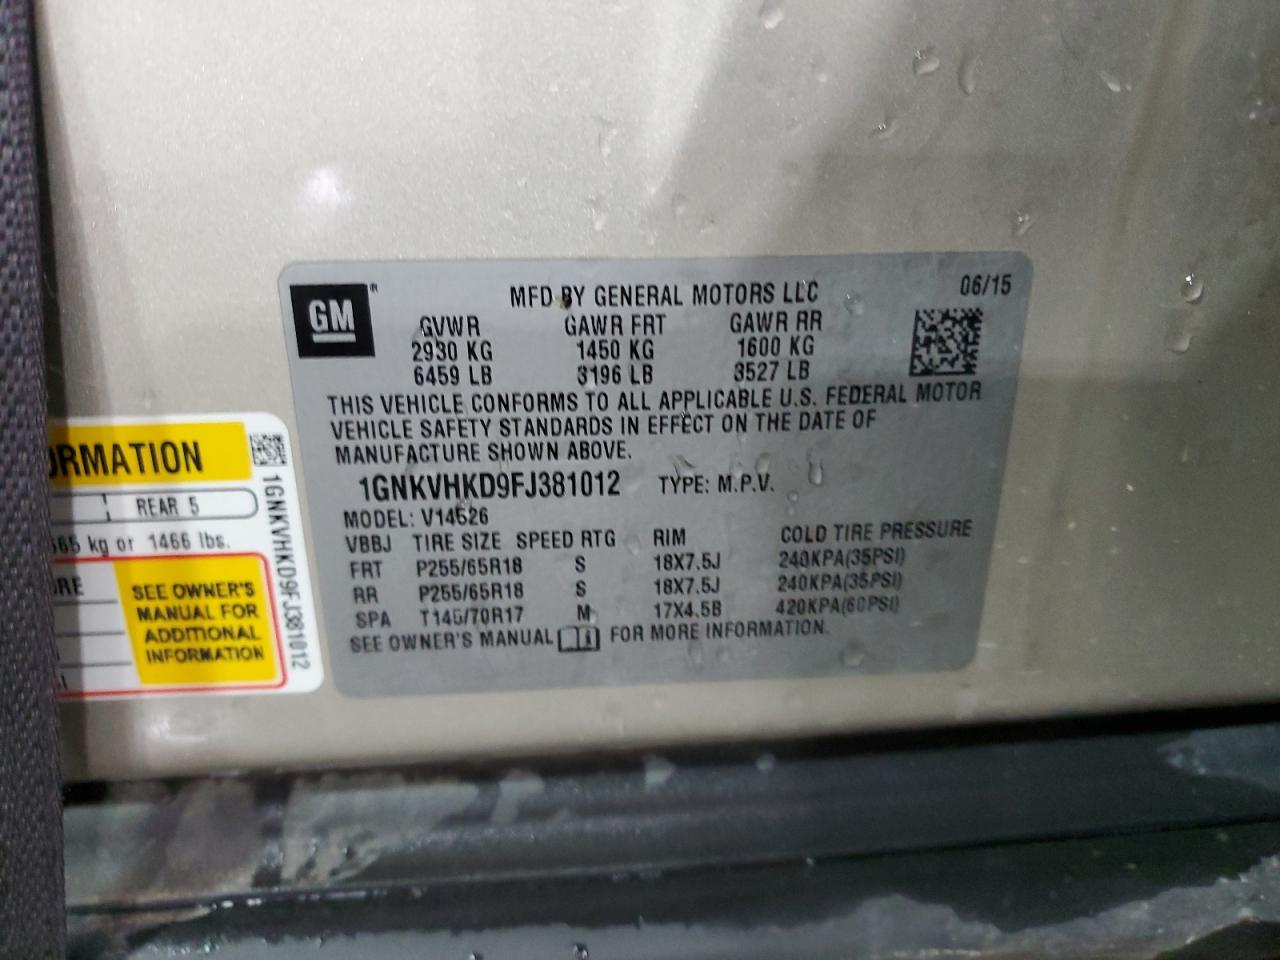 GM
MFD BY GENERAL MOTORS LLC
06/15
GVWR GAWR FRT GAWR RR
2930 KG 1450 KG 1600 KG
6459 LB 3196 LB 3527 LB
THIS VEHICLE CONFORMS TO ALL APPLICABLE U.S. FEDERAL MOTOR
VEHICLE SAFETY STANDARDS IN EFFECT ON THE DATE OF
MANUFACTURE SHOWN ABOVE.
1GNKVHKD9FJ381012 TYPE: M.P.V.
MODEL: V14526
VBBJ TIRE SIZE SPEED RTG RIM COLD TIRE PRESSURE
FRT P255/65R18 S 18X7.5J 240KPA(35PSI)
RR P255/65R18 S 18X7.5J 240KPA(35PSI)
SPA T145/70R17 M 17X4.5B 420KPA(60PSI)
SEE OWNER'S MANUAL FOR MORE INFORMATION.
ORMATION
REAR 5
665 kg or 1466 lbs.
SEE OWNER'S
MANUAL FOR
ADDITIONAL
INFORMATION
1GNKVHKD9FJ381012